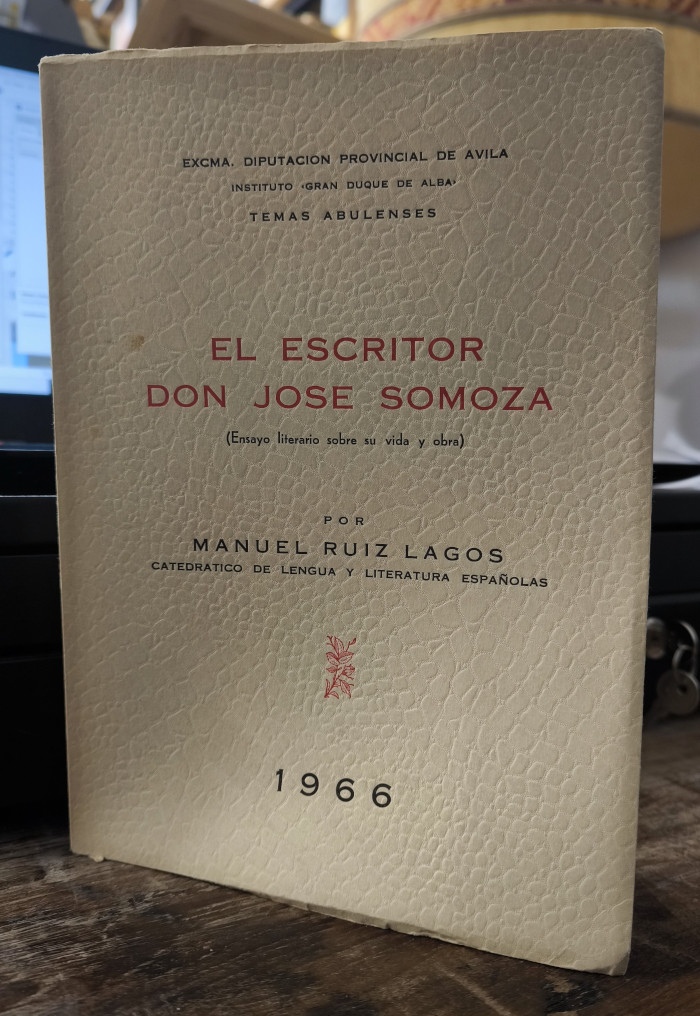 EXCMA. DIPUTACION PROVINCIAL DE AVILA
INSTITUTO «GRAN DUQUE DE ALBA»
TEMAS ABULENSES
EL ESCRITOR
DON JOSE SOMOZA
(Ensayo literario sobre su vida y obra)
POR
MANUEL RUIZ LAGOS
CATEDRATICO DE LENGUA Y LITERATURA ESPAÑOLAS
1966